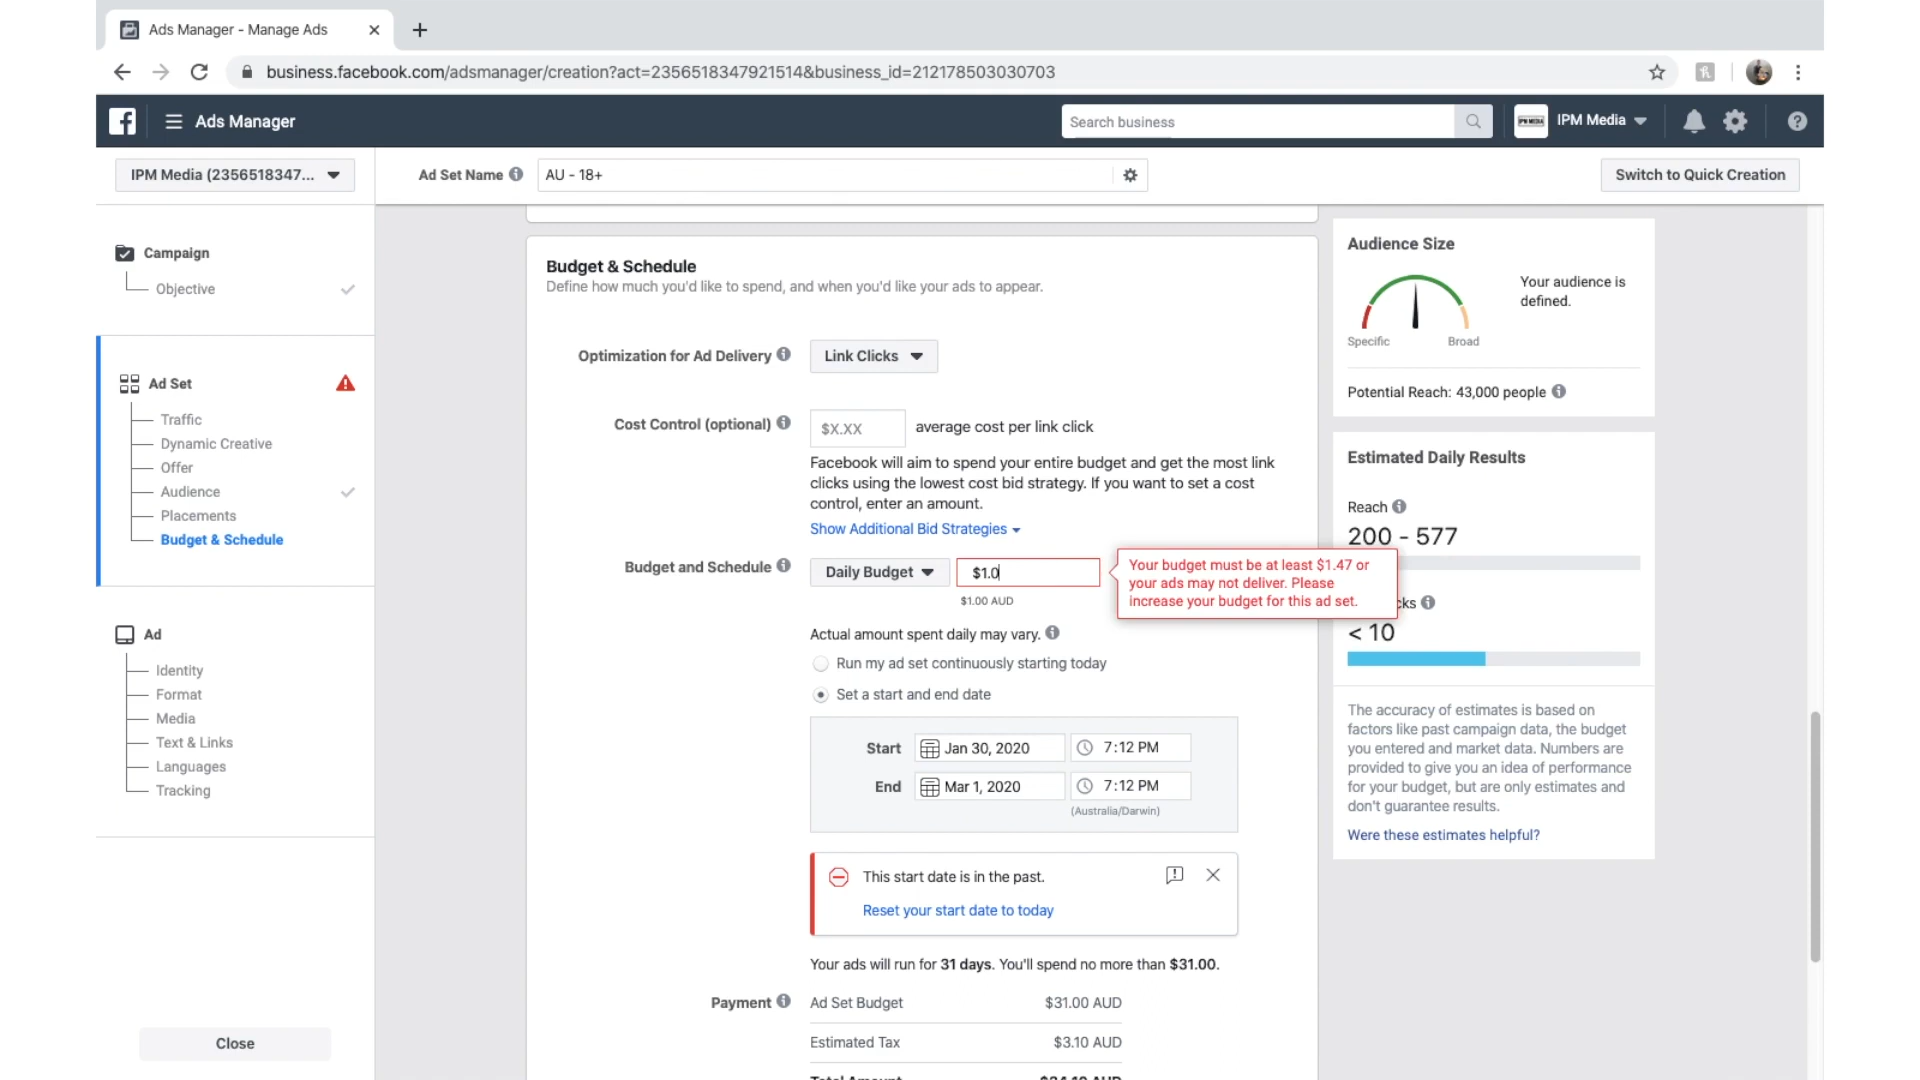 Ads Manager - Manage Ads
business.facebook.com/adsmanager/creation?act=2356518347921514&business_id=212178503030703
Ads Manager
Search business
IPM MEDIA
IPM Media
IPM Media (2356518347...
Ad Set Name
AU - 18+
Switch to Quick Creation
Campaign
Objective
Ad Set
Traffic
Dynamic Creative
Offer
Audience
Placements
Budget & Schedule
Ad
Identity
Format
Media
Text & Links
Languages
Tracking
Close
Budget & Schedule
Define how much you'd like to spend, and when you'd like your ads to appear.
Optimization for Ad Delivery
Link Clicks
Cost Control (optional)
$X.XX
average cost per link click
Facebook will aim to spend your entire budget and get the most link
clicks using the lowest cost bid strategy. If you want to set a cost
control, enter an amount.
Show Additional Bid Strategies
Budget and Schedule
Daily Budget
$1.0
$1.00 AUD
Your budget must be at least $1.47 or
your ads may not deliver. Please
increase your budget for this ad set.
Actual amount spent daily may vary.
Run my ad set continuously starting today
Set a start and end date
Start
Jan 30, 2020
7:12 PM
End
Mar 1, 2020
7:12 PM
(Australia/Darwin)
This start date is in the past.
Reset your start date to today
Your ads will run for 31 days. You'll spend no more than $31.00.
Payment
Ad Set Budget
$31.00 AUD
Estimated Tax
$3.10 AUD
Total Amount
$34.10 AUD
Audience Size
Your audience is
defined.
Specific
Broad
Potential Reach: 43,000 people
Estimated Daily Results
Reach
200 - 577
cks
< 10
The accuracy of estimates is based on
factors like past campaign data, the budget
you entered and market data. Numbers are
provided to give you an idea of performance
for your budget, but are only estimates and
don't guarantee results.
Were these estimates helpful?